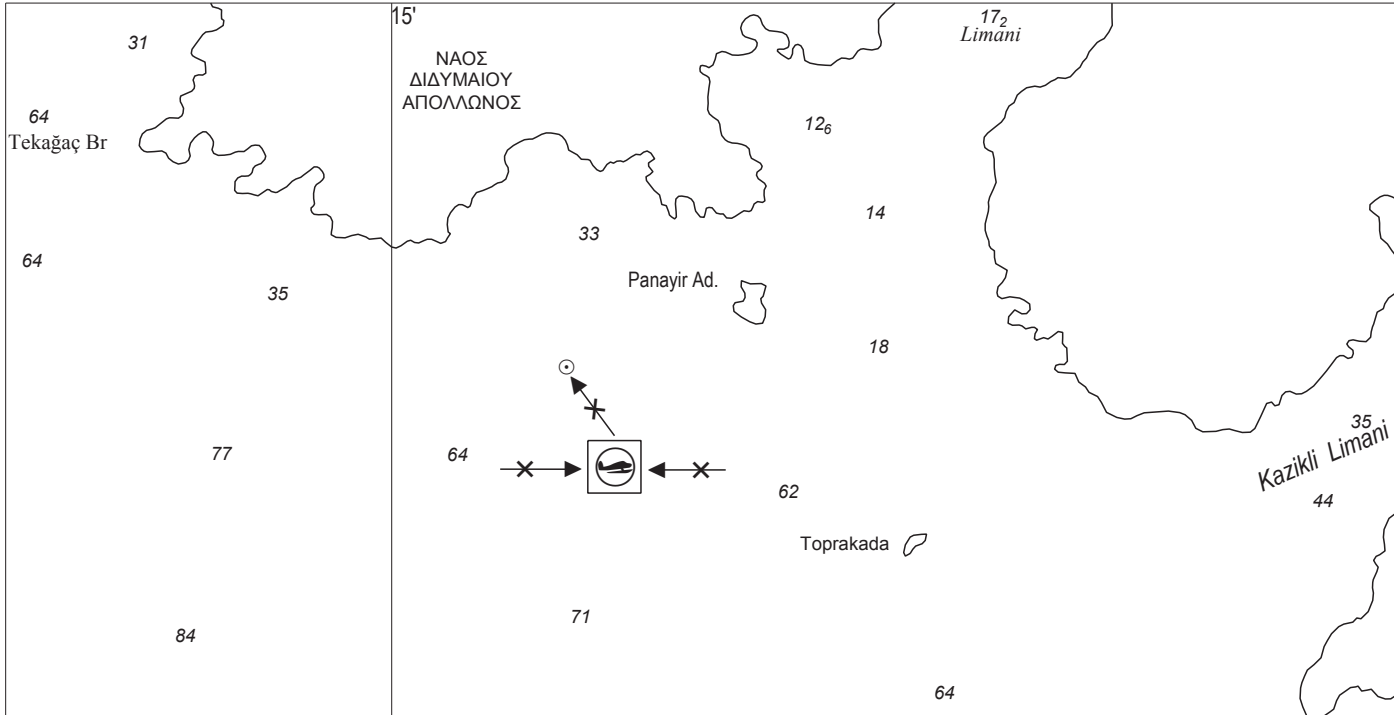 15'
17₂
Limani
31
ΝΑΟΣ
ΔΙΔΥΜΑΙΟΥ
ΑΠΟΛΛΩΝΟΣ
64
12₆
Tekağaç Br
14
33
64
Panayir Ad.
35
18
35
Kazikli Limani
77
64
62
44
Toprakada
71
84
64